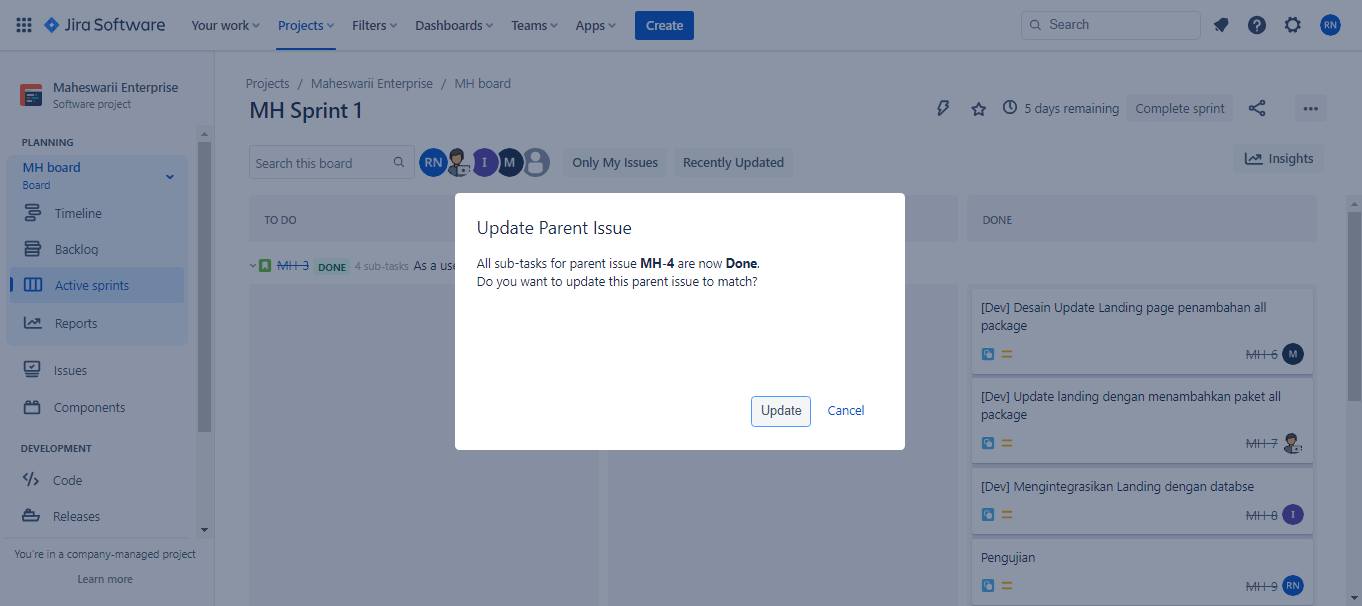 Jira Software
Your work
Projects
Filters
Dashboards
Teams
Apps
Create
Search
RN
Maheswarii Enterprise
Software project
PLANNING
MH board
Board
Timeline
Backlog
Active sprints
Reports
Issues
Components
DEVELOPMENT
Code
Releases
You're in a company-managed project
Learn more
Projects / Maheswarii Enterprise / MH board
MH Sprint 1
5 days remaining
Complete sprint
Search this board
RN
I
M
Only My Issues
Recently Updated
Insights
TO DO
DONE
MH-3 DONE 4 sub-tasks As a use
Update Parent Issue
All sub-tasks for parent issue MH-4 are now Done.
Do you want to update this parent issue to match?
Update
Cancel
[Dev] Desain Update Landing page penambahan all
package
MH-6 M
[Dev] Update landing dengan menambahkan paket all
package
MH-7
[Dev] Mengintegrasikan Landing dengan databse
MH-8 I
Pengujian
MH-9 RN